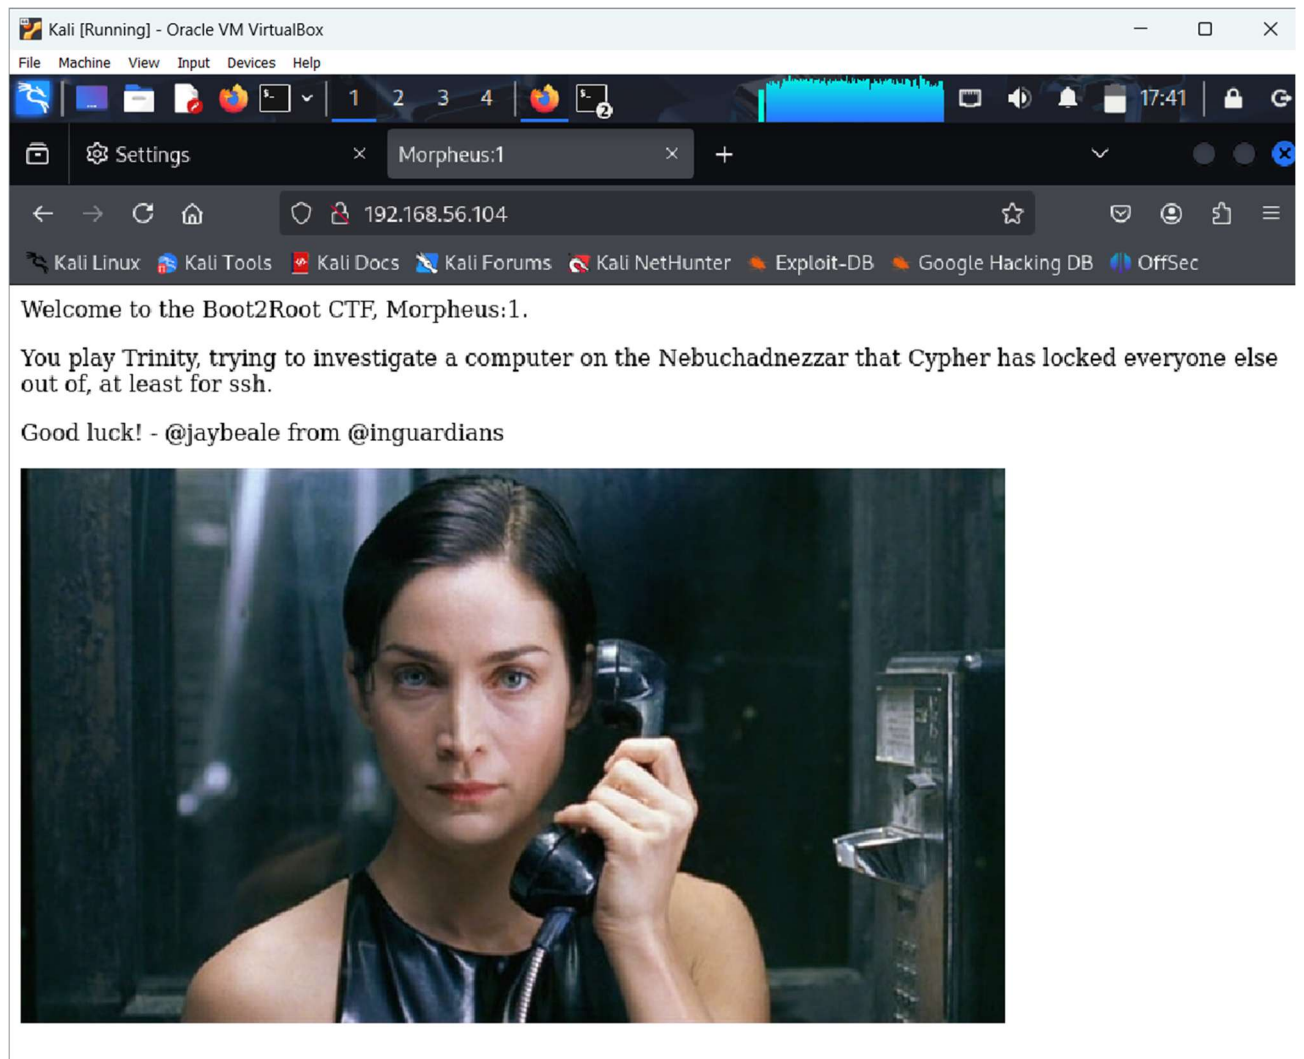 Kali [Running] - Oracle VM VirtualBox
File Machine View Input Devices Help
1 2 3 4 2 17:41
Settings Morpheus:1
192.168.56.104
Kali Linux Kali Tools Kali Docs Kali Forums Kali NetHunter Exploit-DB Google Hacking DB OffSec
Welcome to the Boot2Root CTF, Morpheus:1.
You play Trinity, trying to investigate a computer on the Nebuchadnezzar that Cypher has locked everyone else
out of, at least for ssh.
Good luck! - @jaybeale from @inguardians